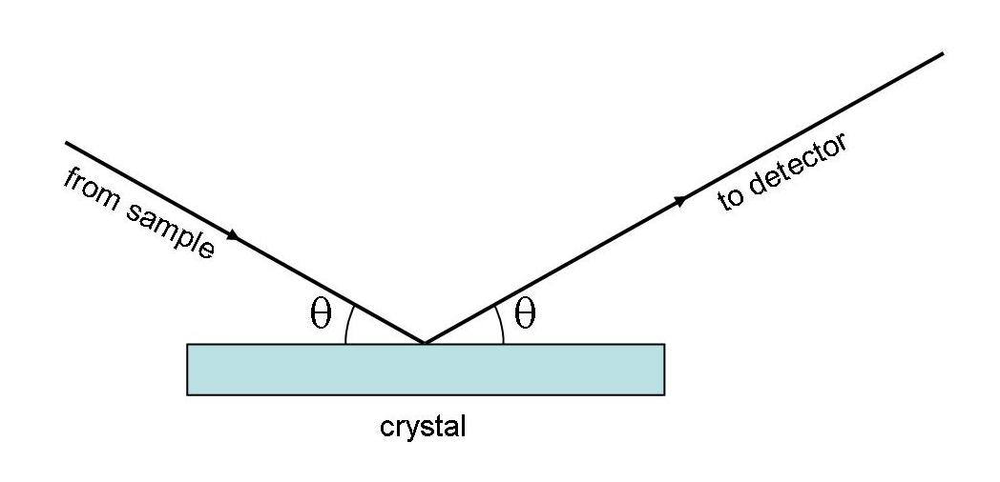 from sample
to detector
θ
θ
crystal